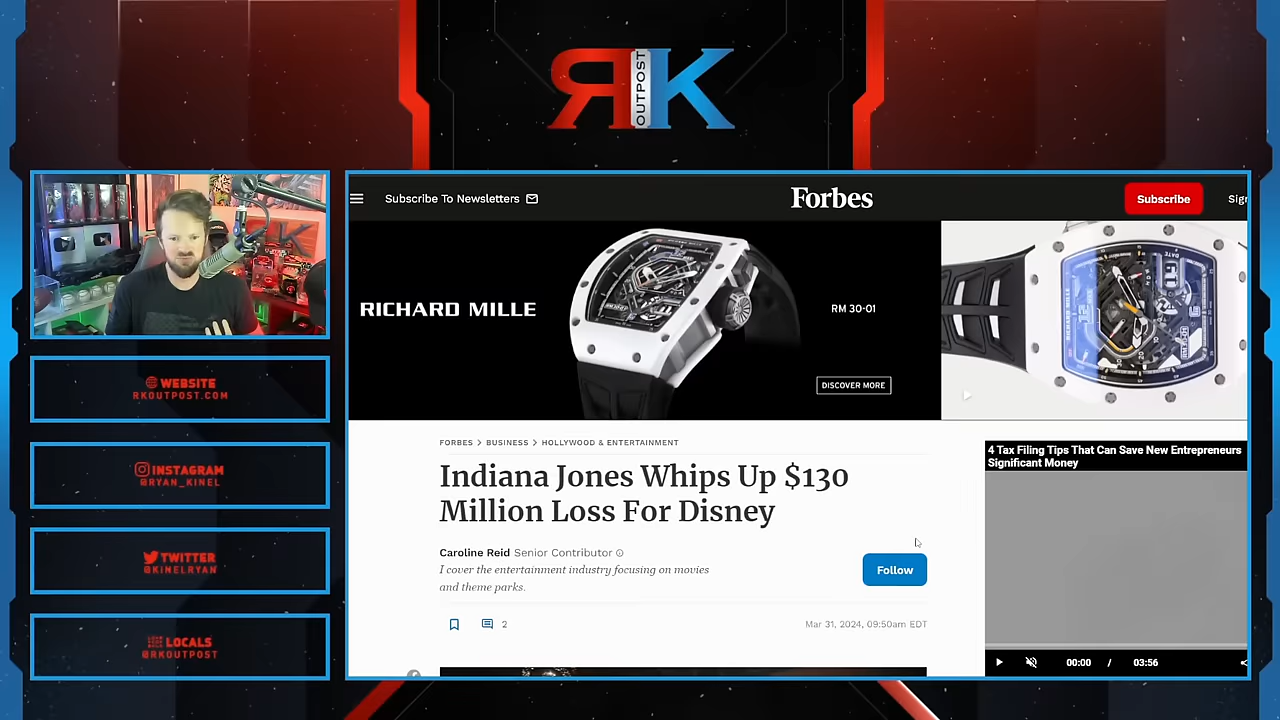 RK
OUTPOST
Subscribe To Newsletters
Forbes
Subscribe
Sign
RICHARD MILLE
RM 30-01
DISCOVER MORE
WEBSITE
RKOUTPOST.COM
INSTAGRAM
@RYAN_KINEL
TWITTER
@KINELRYAN
LOCALS
@RKOUTPOST
FORBES > BUSINESS > HOLLYWOOD & ENTERTAINMENT
Indiana Jones Whips Up $130
Million Loss For Disney
Caroline Reid Senior Contributor
I cover the entertainment industry focusing on movies
and theme parks.
Follow
2
Mar 31, 2024, 09:50am EDT
4 Tax Filing Tips That Can Save New Entrepreneurs
Significant Money
00:00 / 03:56